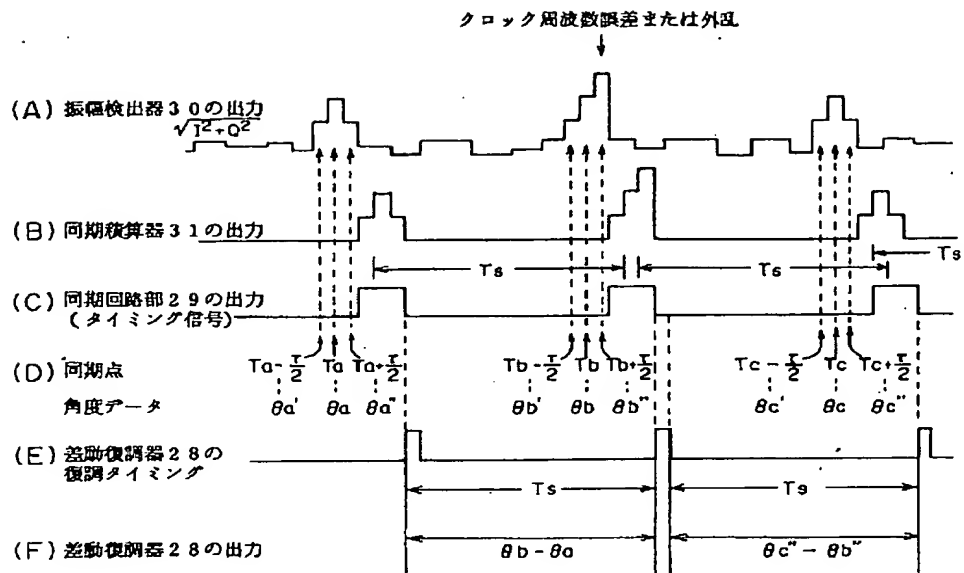 クロック周波数誤差または外乱
(A) 振幅検出器30の出力
√I²+Q²
(B) 同期積算器31の出力
Ts
Ts
Ts
(C) 同期回路部29の出力
(タイミング信号)
(D) 同期点
Ta-τ/2 Ta Ta+τ/2 Tb-τ/2 Tb Tb+τ/2 Tc-τ/2 Tc Tc+τ/2
角度データ
θa' θa θa" θb' θb θb" θc' θc θc"
(E) 差動復調器28の
復調タイミング
Ts
Ts
(F) 差動復調器28の出力
θb-θa
θc"-θb"